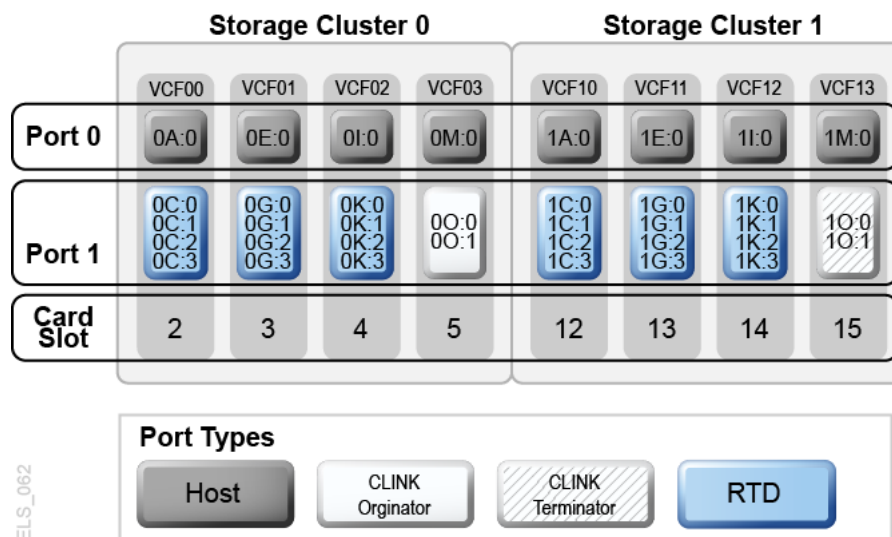 Storage Cluster 0 Storage Cluster 1
VCF00 VCF01 VCF02 VCF03 VCF10 VCF11 VCF12 VCF13
Port 0 0A:0 0E:0 0I:0 0M:0 1A:0 1E:0 1I:0 1M:0
0C:0 0G:0 0K:0 1C:0 1G:0 1K:0
0C:1 0G:1 0K:1 0O:0 1C:1 1G:1 1K:1 1O:0
Port 1 0C:2 0G:2 0K:2 0O:1 1C:2 1G:2 1K:2 1O:1
0C:3 0G:3 0K:3 1C:3 1G:3 1K:3
Card
Slot 2 3 4 5 12 13 14 15
Port Types
Host CLINK Orginator CLINK Terminator RTD
ELS_062